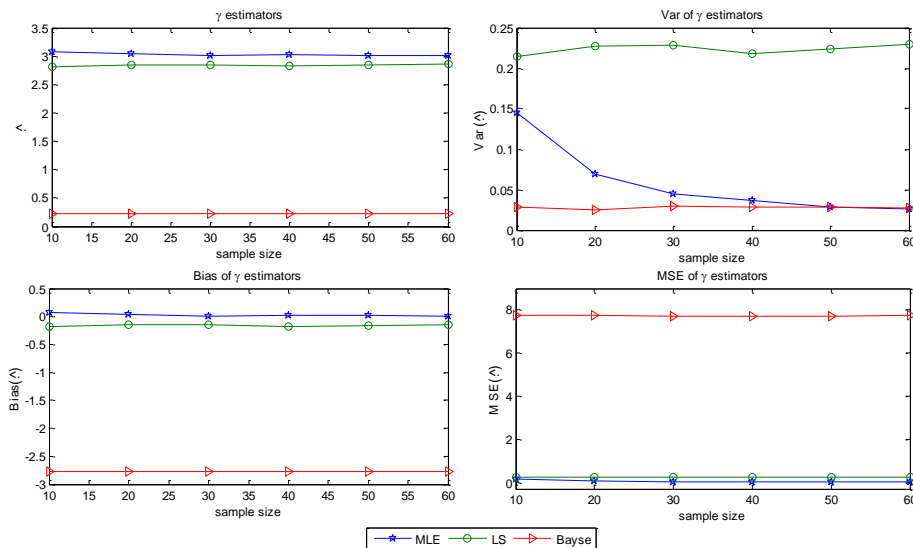 γ estimators
3.5
3
2.5
2
1.5
1
0.5
0
^.
10 15 20 25 30 35 40 45 50 55 60
sample size
Var of γ estimators
0.25
0.2
0.15
0.1
0.05
0
Var(^.)
10 20 30 40 50 60
sample size
Bias of γ estimators
0.5
0
-0.5
-1
-1.5
-2
-2.5
-3
Bias(^.)
10 15 20 25 30 35 40 45 50 55 60
sample size
MSE of γ estimators
8
6
4
2
0
MSE(^.)
10 20 30 40 50 60
sample size
MLE LS Bayse